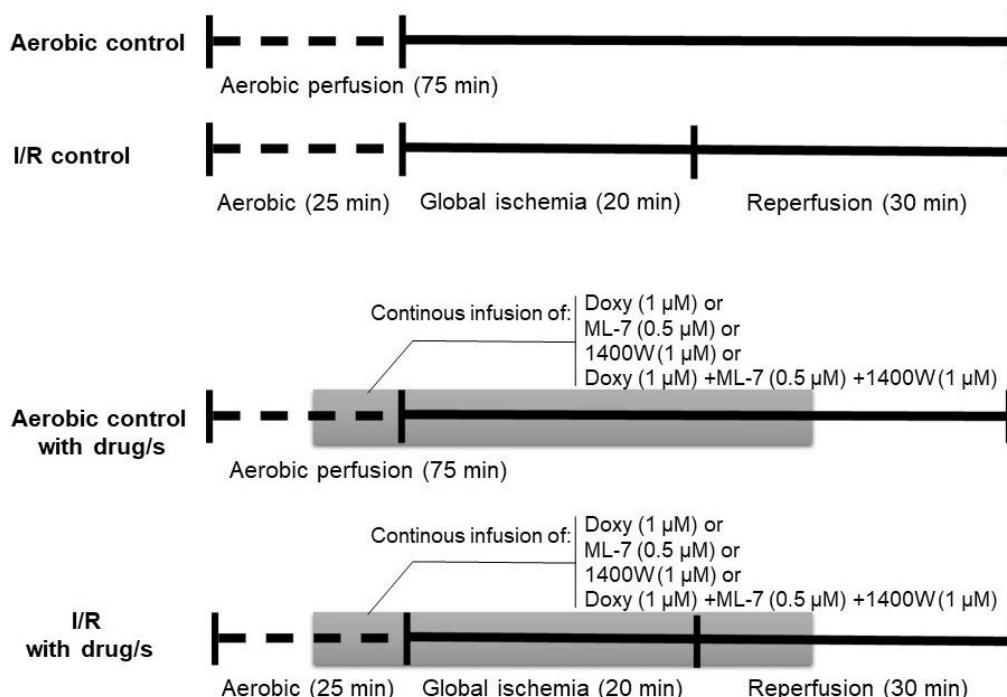 Aerobic control
Aerobic perfusion (75 min)
I/R control
Aerobic (25 min) Global ischemia (20 min) Reperfusion (30 min)
Continous infusion of:
Doxy (1 µM) or
ML-7 (0.5 µM) or
1400W (1 µM) or
Doxy (1 µM) +ML-7 (0.5 µM) +1400W (1 µM)
Aerobic control
with drug/s
Aerobic perfusion (75 min)
Continous infusion of:
Doxy (1 µM) or
ML-7 (0.5 µM) or
1400W (1 µM) or
Doxy (1 µM) +ML-7 (0.5 µM) +1400W (1 µM)
I/R
with drug/s
Aerobic (25 min) Global ischemia (20 min) Reperfusion (30 min)